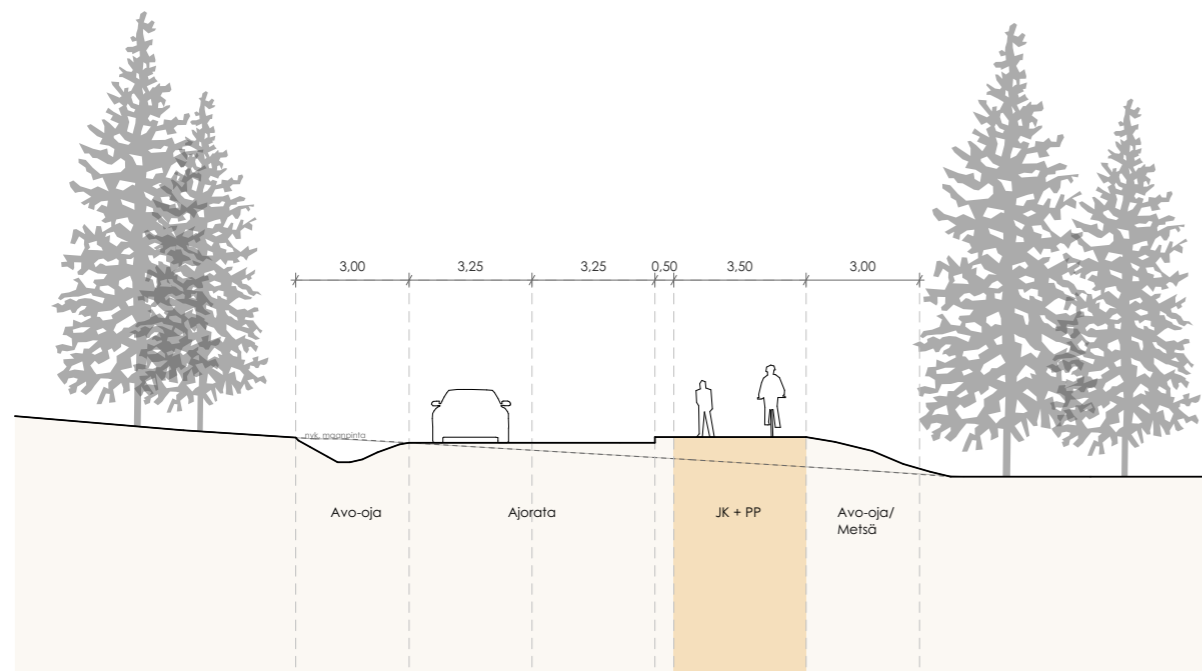 3,00
3,25
3,25
0,50
3,50
3,00
nyk. maanpinta
Avo-oja
Ajorata
JK + PP
Avo-oja/
Metsä